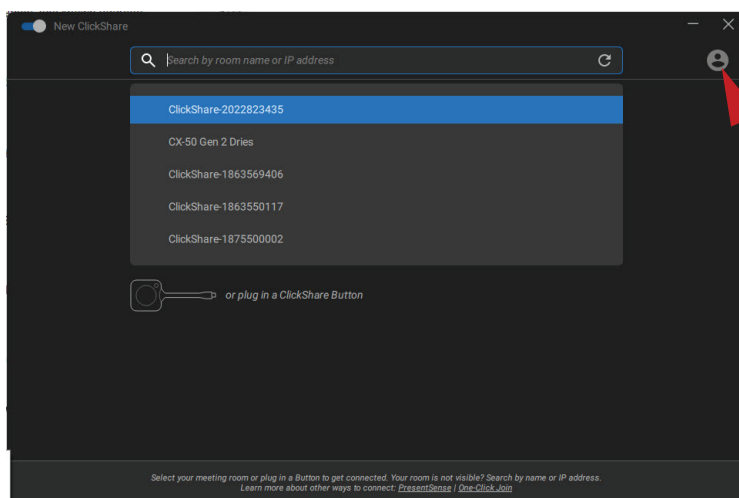 New ClickShare
Search by room name or IP address
ClickShare-2022823435
CX-50 Gen 2 Dries
ClickShare-1863569406
ClickShare-1863550117
ClickShare-1875500002
or plug in a ClickShare Button
Select your meeting room or plug in a Button to get connected. Your room is not visible? Search by name or IP address.
Learn more about other ways to connect: PresentSense | One-Click Join